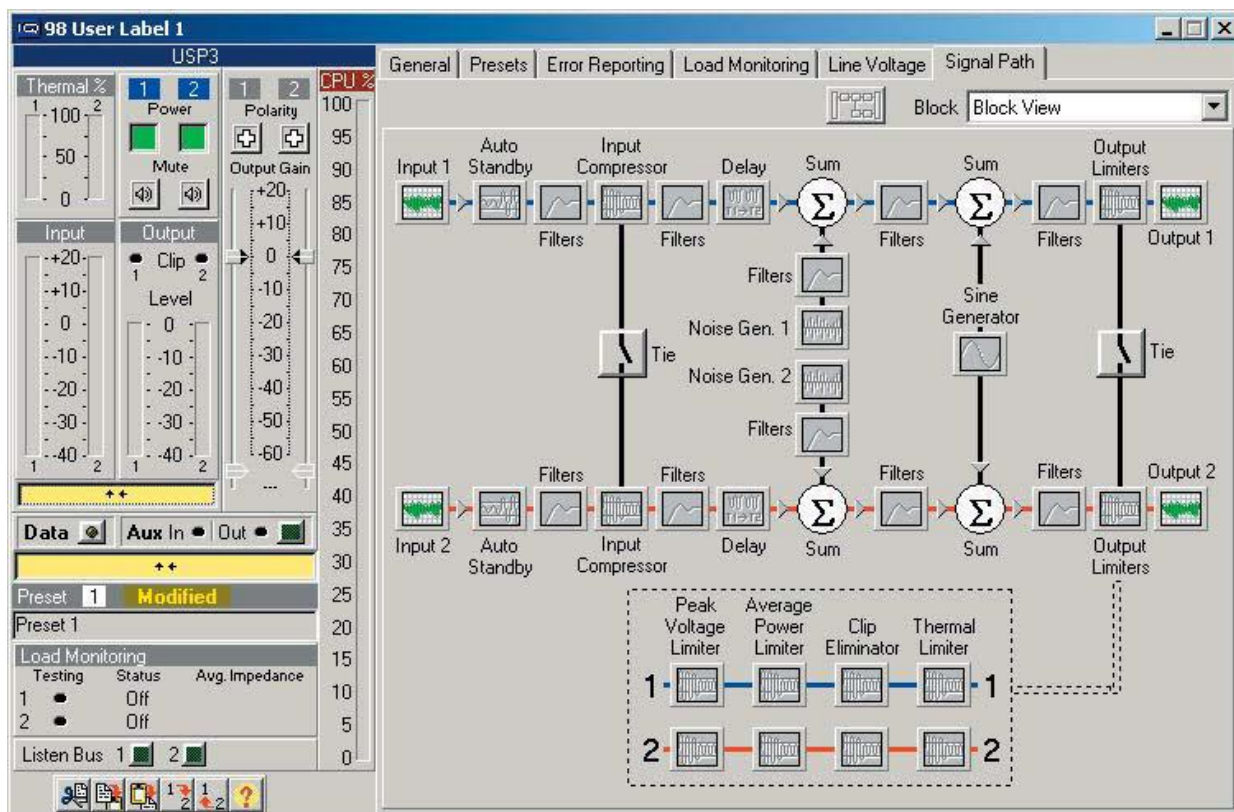 98 User Label 1
USP3
General Presets Error Reporting Load Monitoring Line Voltage Signal Path
Block Block View
Thermal %
1 2
100
50
0
1 2
Power
Mute
1 2
Polarity
Output Gain
+20
+10
0
-10
-20
-30
-40
-50
-60
---
CPU %
100
95
90
85
80
75
70
65
60
55
50
45
40
35
30
25
20
15
10
5
0
Input
+20
+10
0
-10
-20
-30
-40
1 2
Output
Clip
1 2
Level
0
-10
-20
-30
-40
1 2
Data Aux In Out
Preset 1 Modified
Preset 1
Load Monitoring
Testing Status Avg. Impedance
1 Off
2 Off
Listen Bus 1 2
1 2 1 2 ?
Input 1 Auto Standby Filters Input Compressor Filters Delay Sum Filters Sum Filters Output Limiters Output 1
T1→T2
Σ Σ
Filters
Noise Gen. 1
Noise Gen. 2
Filters
Tie
Sine Generator
Tie
Input 2 Auto Standby Filters Input Compressor Filters Delay Sum Filters Sum Filters Output Limiters Output 2
T1→T2
Σ Σ
Peak Voltage Limiter Average Power Limiter Clip Eliminator Thermal Limiter
1 1
2 2